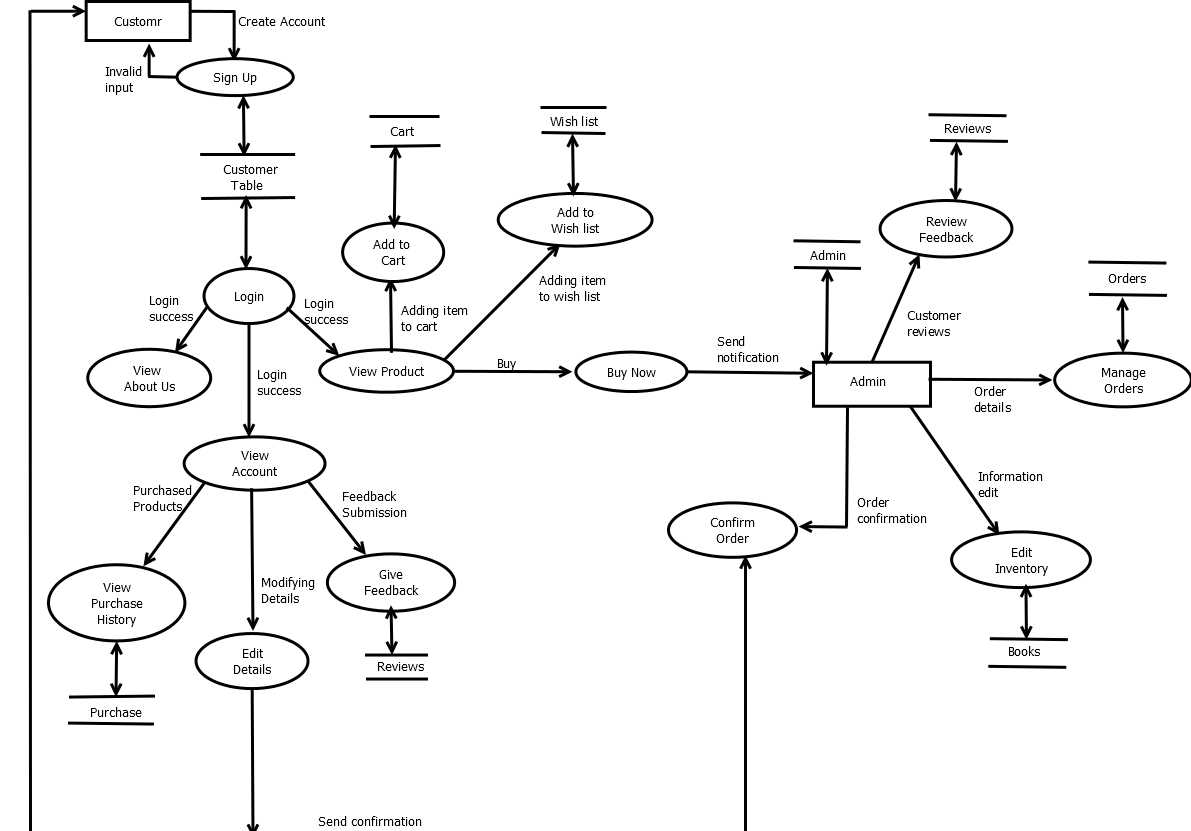 Customr
Create Account
Invalid
input
Sign Up
Cart
Wish list
Reviews
Customer
Table
Add to
Wish list
Review
Feedback
Add to
Cart
Admin
Orders
Login
Login
success
Login
success
Adding item
to cart
Adding item
to wish list
Customer
reviews
View
About Us
Login
success
View Product
Buy
Buy Now
Send
notification
Admin
Order
details
Manage
Orders
View
Account
Purchased
Products
Feedback
Submission
Information
edit
Order
confirmation
Confirm
Order
Edit
Inventory
View
Purchase
History
Modifying
Details
Give
Feedback
Edit
Details
Reviews
Books
Purchase
Send confirmation